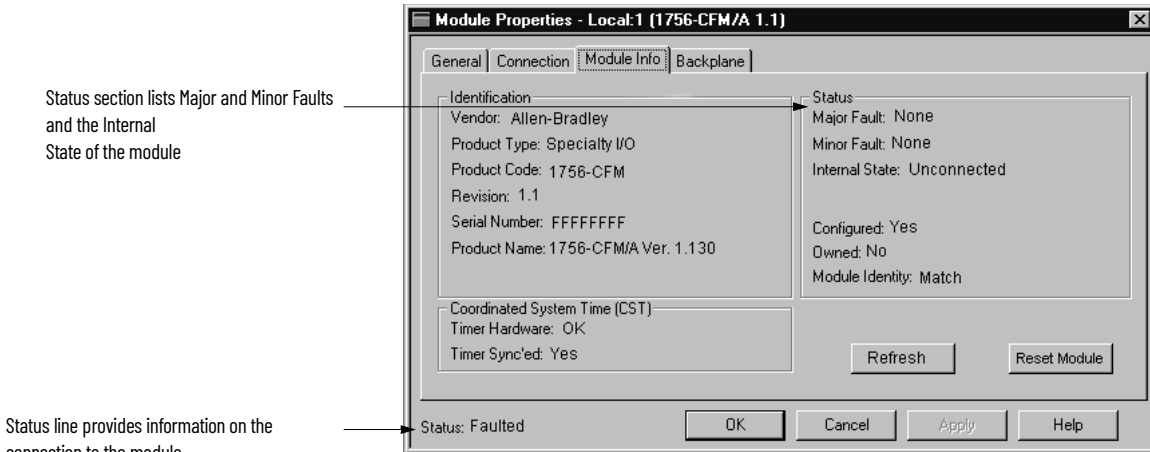 Module Properties - Local:1 (1756-CFM/A 1.1)
General
Connection
Module Info
Backplane
Status section lists Major and Minor Faults
and the Internal
State of the module
Identification
Vendor: Allen-Bradley
Product Type: Specialty I/O
Product Code: 1756-CFM
Revision: 1.1
Serial Number: FFFFFFFF
Product Name: 1756-CFM/A Ver. 1.130
Status
Major Fault: None
Minor Fault: None
Internal State: Unconnected
Configured: Yes
Owned: No
Module Identity: Match
Coordinated System Time (CST)
Timer Hardware: OK
Timer Sync'ed: Yes
Refresh
Reset Module
Status line provides information on the
connection to the module
Status: Faulted
OK
Cancel
Apply
Help